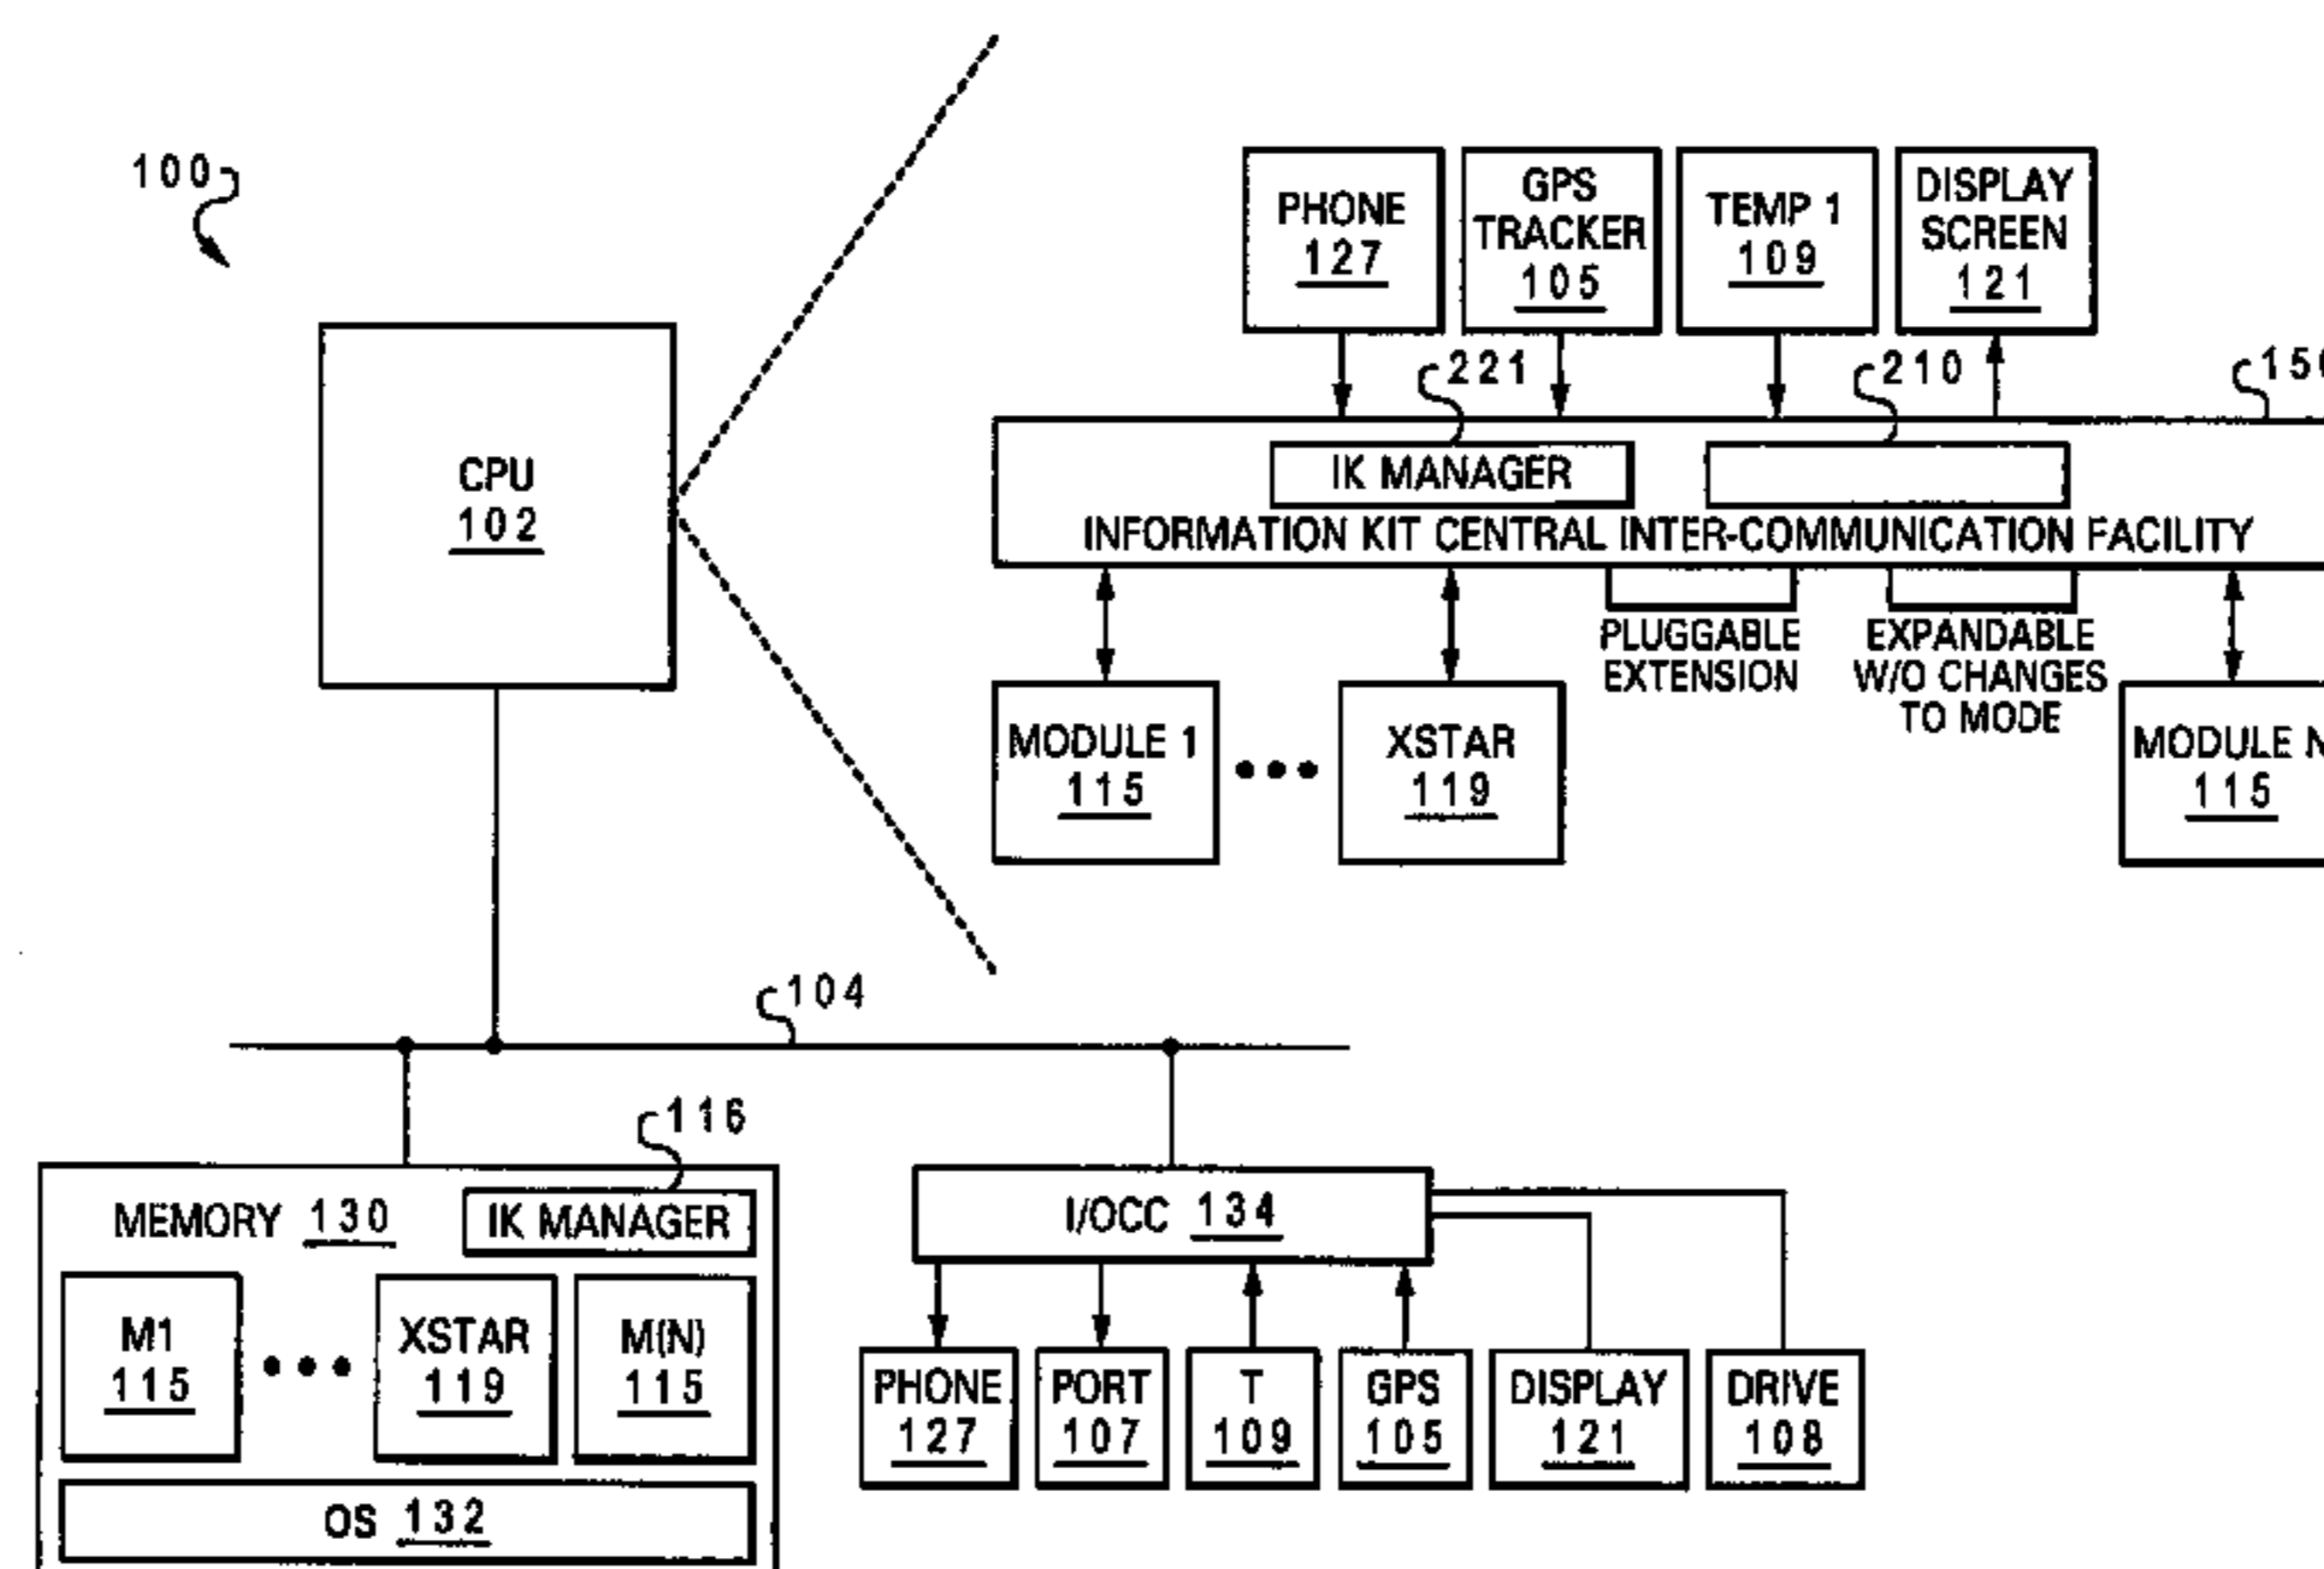 100
PHONE
127
GPS
TRACKER
105
TEMP 1
109
DISPLAY
SCREEN
121
221
210
CPU
102
IK MANAGER
INFORMATION KIT CENTRAL INTER-COMMUNICATION FACILITY
PLUGGABLE
EXTENSION
EXPANDABLE
W/O CHANGES
TO MODE
MODULE 1
115
XSTAR
119
MODULE N
115
104
116
MEMORY 130
IK MANAGER
M1
115
XSTAR
119
M(N)
115
OS 132
I/OCC 134
PHONE
127
PORT
107
T
109
GPS
105
DISPLAY
121
DRIVE
108